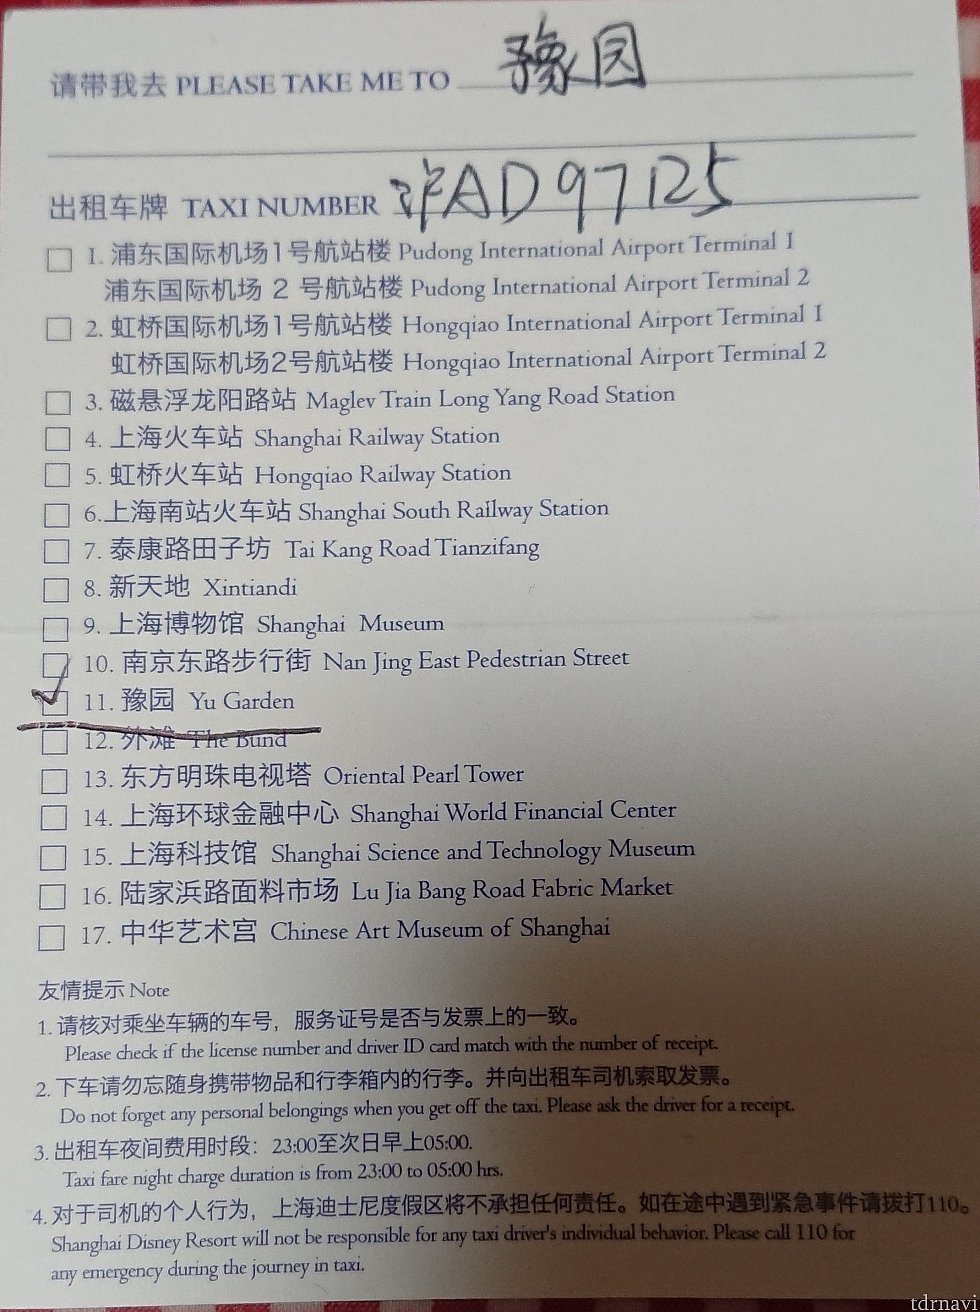 请带我去 PLEASE TAKE ME TO 豫园
出租车牌 TAXI NUMBER 沪AD97125
1. 浦东国际机场1号航站楼 Pudong International Airport Terminal 1
浦东国际机场 2 号航站楼 Pudong International Airport Terminal 2
2. 虹桥国际机场1号航站楼 Hongqiao International Airport Terminal 1
虹桥国际机场2号航站楼 Hongqiao International Airport Terminal 2
3. 磁悬浮龙阳路站 Maglev Train Long Yang Road Station
4. 上海火车站 Shanghai Railway Station
5. 虹桥火车站 Hongqiao Railway Station
6.上海南站火车站 Shanghai South Railway Station
7. 泰康路田子坊 Tai Kang Road Tianzifang
8. 新天地 Xintiandi
9. 上海博物馆 Shanghai Museum
10. 南京东路步行街 Nan Jing East Pedestrian Street
11. 豫园 Yu Garden
12. 外滩 The Bund
13. 东方明珠电视塔 Oriental Pearl Tower
14. 上海环球金融中心 Shanghai World Financial Center
15. 上海科技馆 Shanghai Science and Technology Museum
16. 陆家浜路面料市场 Lu Jia Bang Road Fabric Market
17. 中华艺术宫 Chinese Art Museum of Shanghai
友情提示 Note
1. 请核对乘坐车辆的车号，服务证号是否与发票上的一致。
Please check if the license number and driver ID card match with the number of receipt.
2. 下车请勿忘随身携带物品和行李箱内的行李。并向出租车司机索取发票。
Do not forget any personal belongings when you get off the taxi. Please ask the driver for a receipt.
3. 出租车夜间费用时段：23:00至次日早上05:00.
Taxi fare night charge duration is from 23:00 to 05:00 hrs.
4. 对于司机的个人行为，上海迪士尼度假区将不承担任何责任。如在途中遇到紧急事件请拨打110。
Shanghai Disney Resort will not be responsible for any taxi driver's individual behavior. Please call 110 for
any emergency during the journey in taxi.
tdrnavi